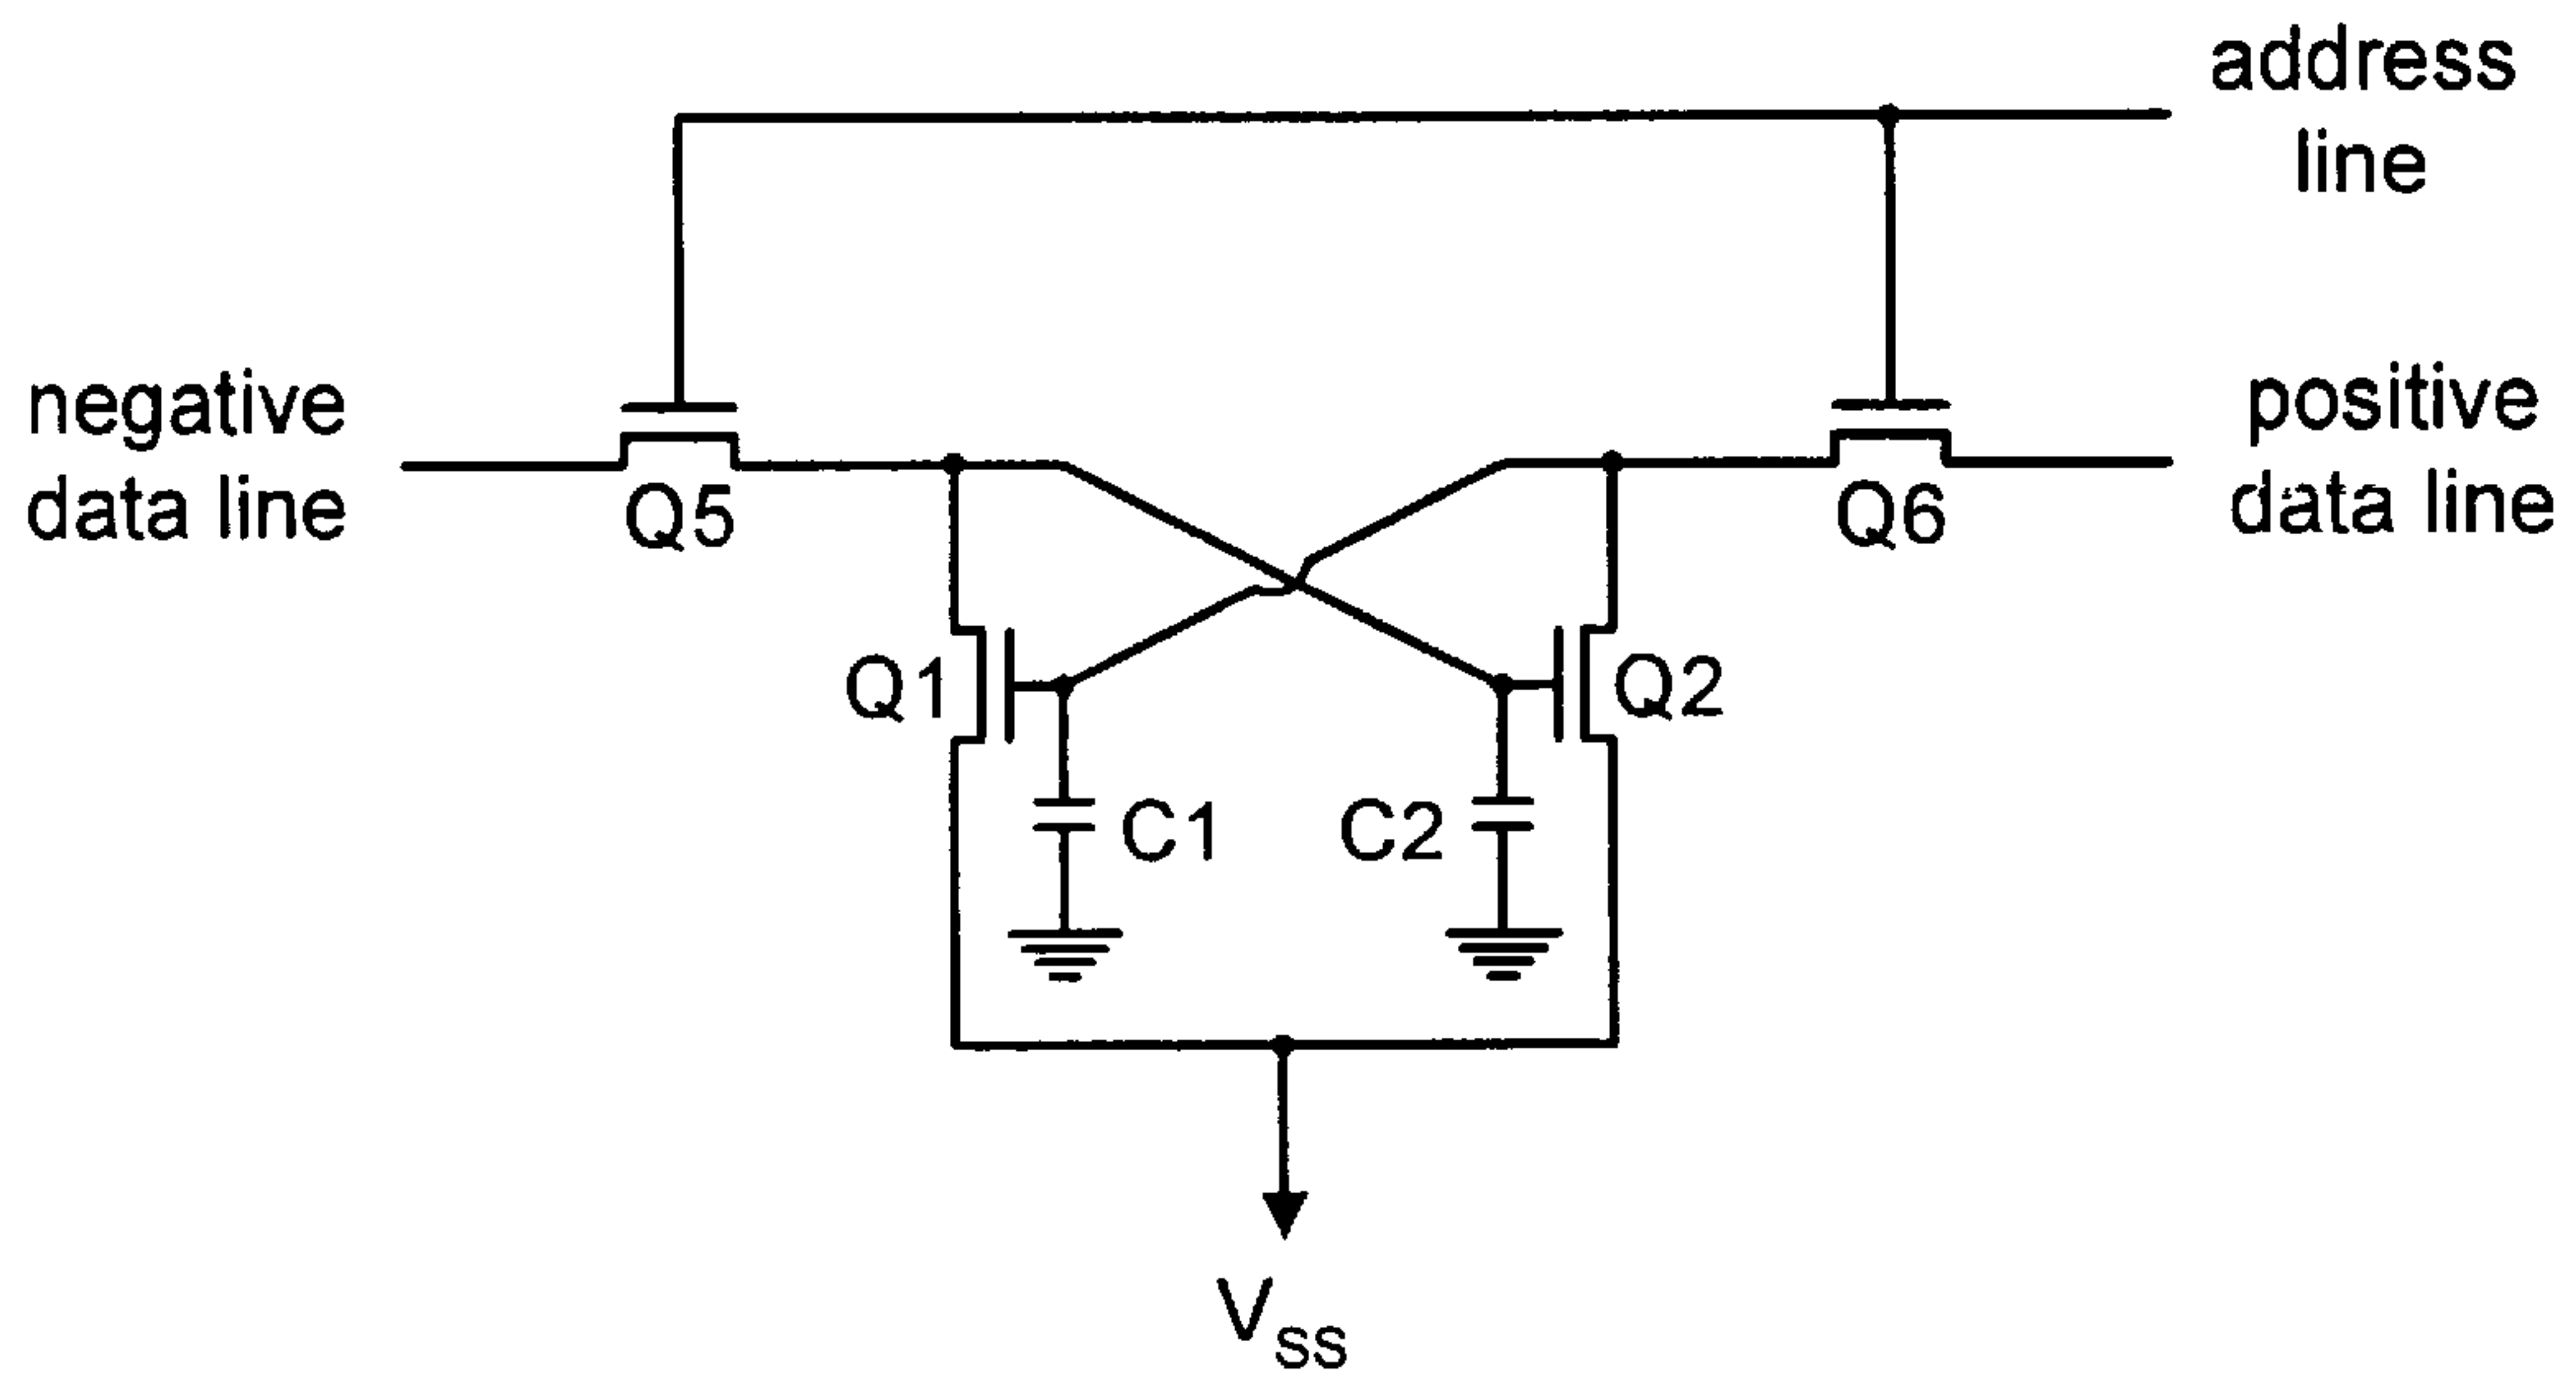 address
line
negative
data line
positive
data line
Q5
Q6
Q1
Q2
C1
C2
VSS